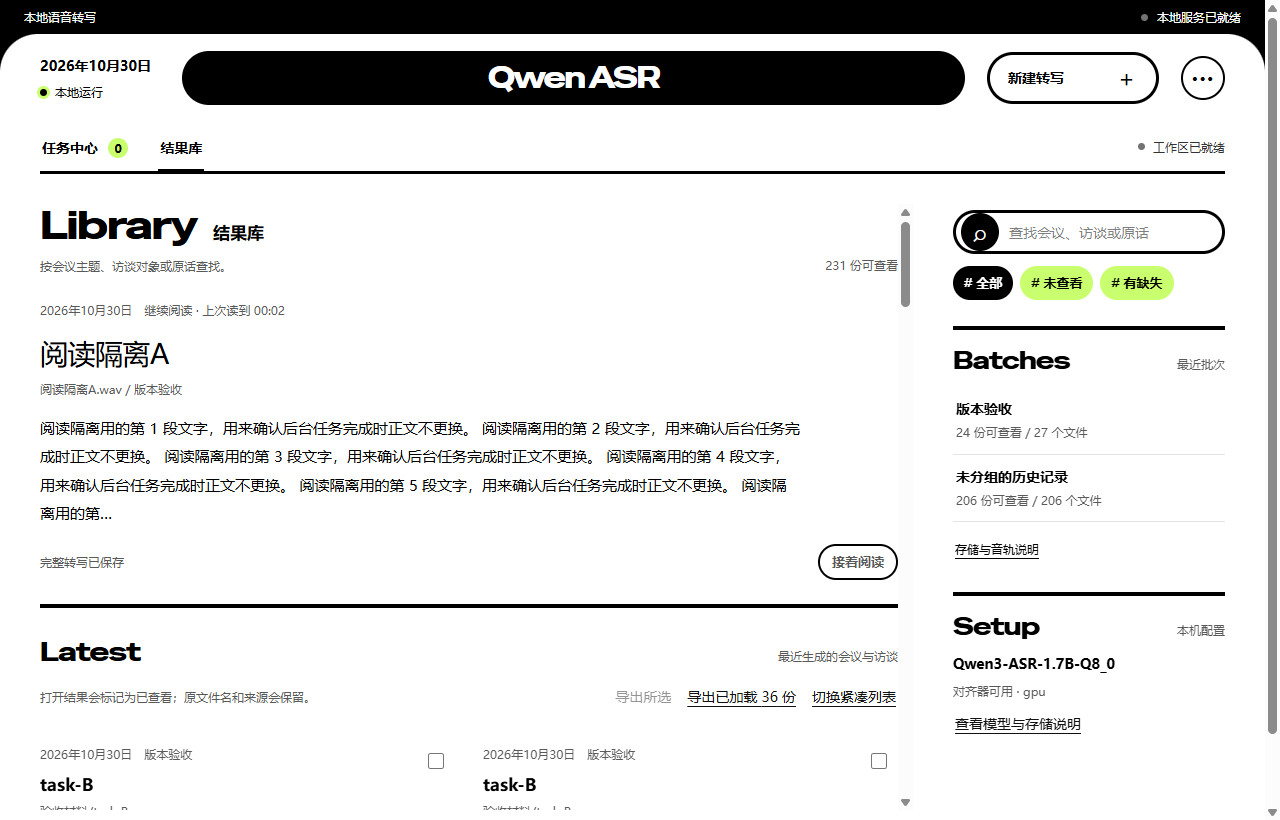 本地语音转写
本地服务已就绪
2026年10月30日
本地运行
Qwen ASR
新建转写 +
任务中心 0
结果库
工作区已就绪
Library 结果库
按会议主题、访谈对象或原话查找。
231 份可查看
2026年10月30日 继续阅读 · 上次读到 00:02
阅读隔离A
阅读隔离A.wav / 版本验收
阅读隔离用的第 1 段文字，用来确认后台任务完成时正文不更换。 阅读隔离用的第 2 段文字，用来确认后台任务完
成时正文不更换。 阅读隔离用的第 3 段文字，用来确认后台任务完成时正文不更换。 阅读隔离用的第 4 段文字，
用来确认后台任务完成时正文不更换。 阅读隔离用的第 5 段文字，用来确认后台任务完成时正文不更换。 阅读隔
离用的第...
完整转写已保存
接着阅读
Latest
最近生成的会议与访谈
打开结果会标记为已查看；原文件名和来源会保留。
导出所选 导出已加载 36 份 切换紧凑列表
2026年10月30日 版本验收
task-B
2026年10月30日 版本验收
task-B
查找会议、访谈或原话
# 全部 # 未查看 # 有缺失
Batches
最近批次
版本验收
24 份可查看 / 27 个文件
未分组的历史记录
206 份可查看 / 206 个文件
存储与音轨说明
Setup
本机配置
Qwen3-ASR-1.7B-Q8_0
对齐器可用 · gpu
查看模型与存储说明